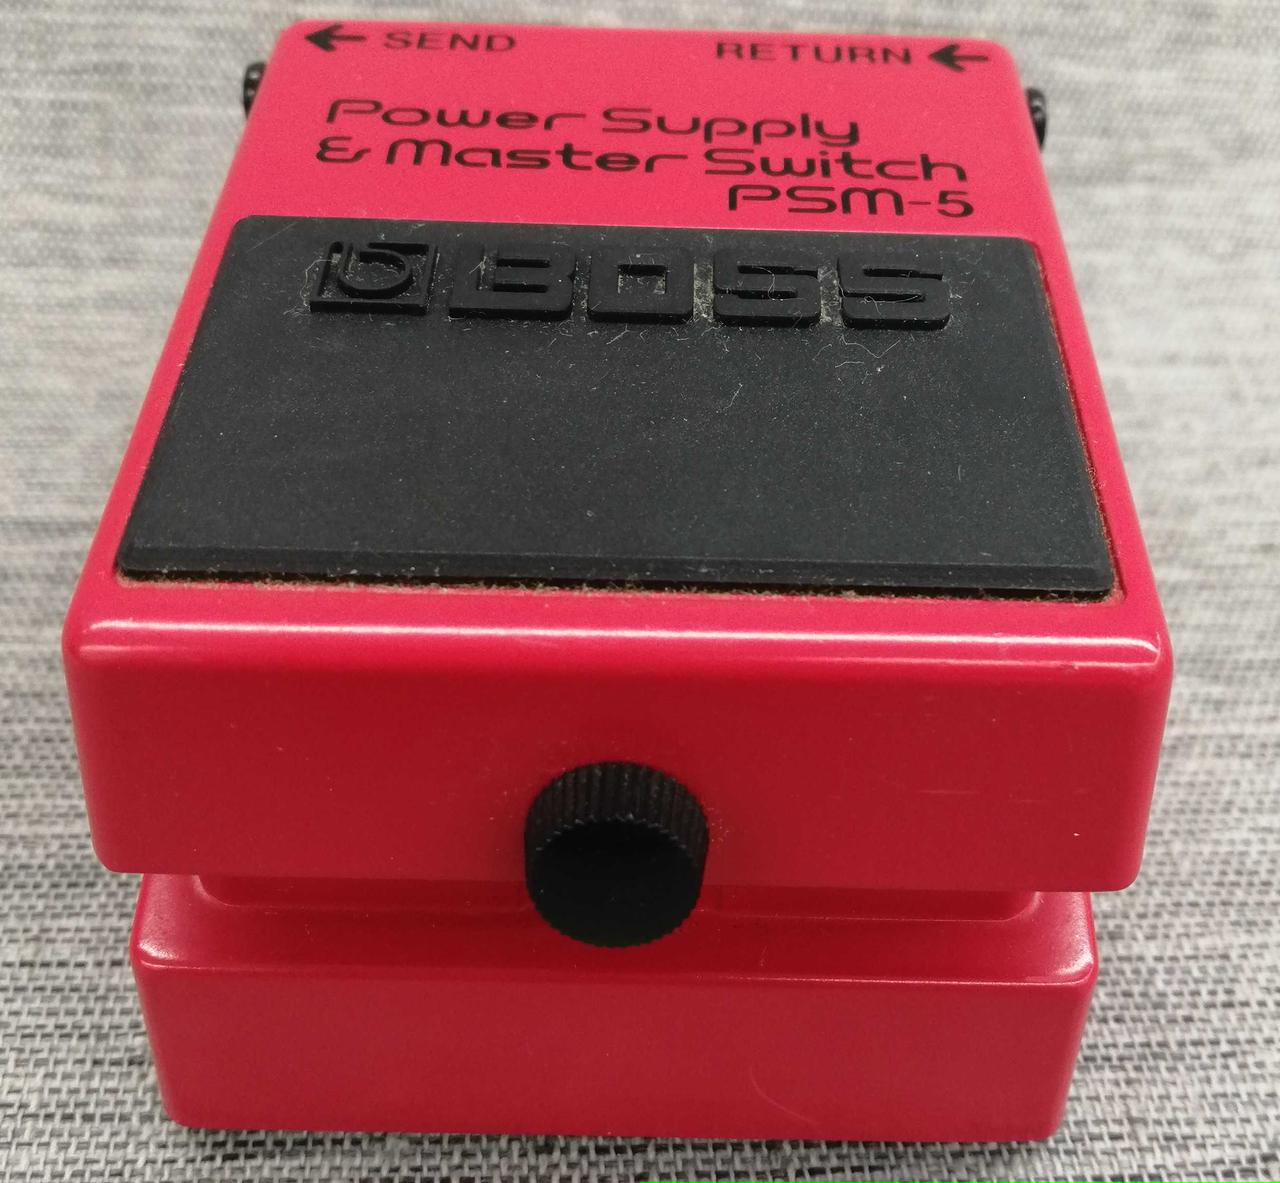 ← SEND RETURN ←
Power Supply
& Master Switch
PSM-5
BOSS